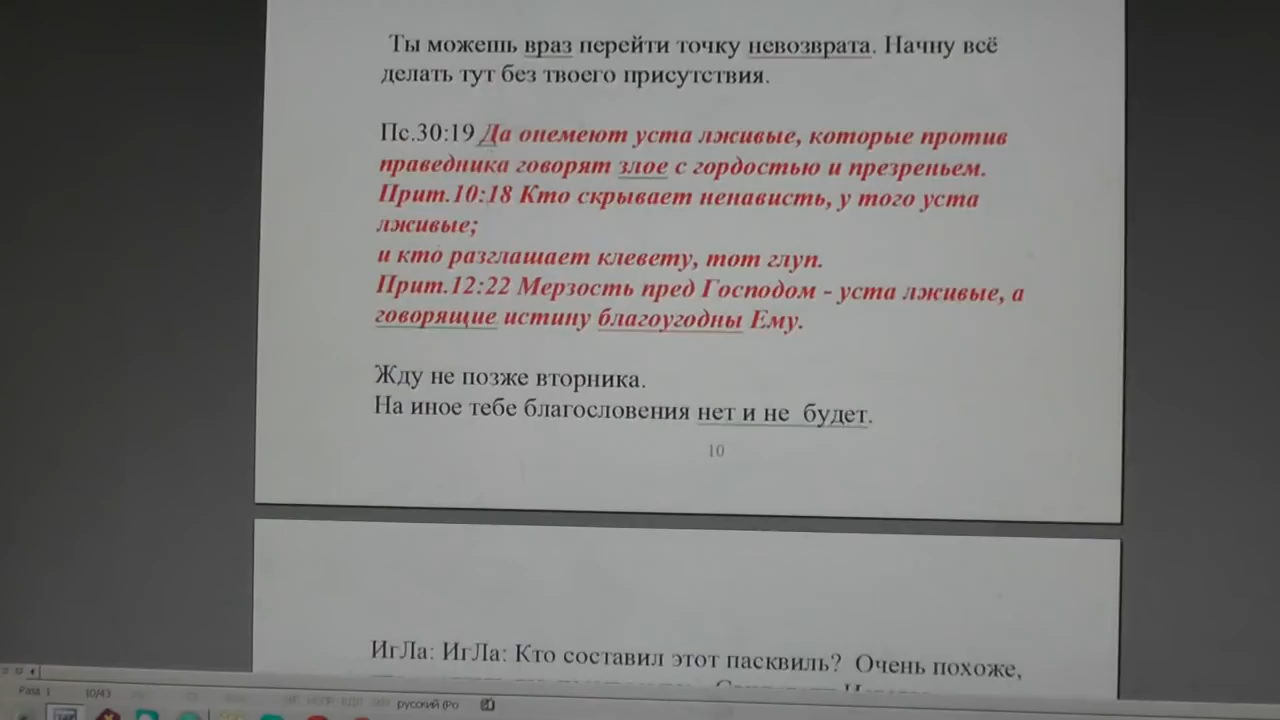 Ты можешь враз перейти точку невозврата. Начну всё
делать тут без твоего присутствия.
Пс.30:19 Да онемеют уста лживые, которые против
праведника говорят злое с гордостью и презреньем.
Прит.10:18 Кто скрывает ненависть, у того уста
лживые;
и кто разглашает клевету, тот глуп.
Прит.12:22 Мерзость пред Господом - уста лживые, а
говорящие истину благоугодны Ему.
Жду не позже вторника.
На иное тебе благословения нет и не будет.
10
ИгЛа: ИгЛа: Кто составил этот пасквиль? Очень похоже,
Разд 1 10/43 русский (Ро